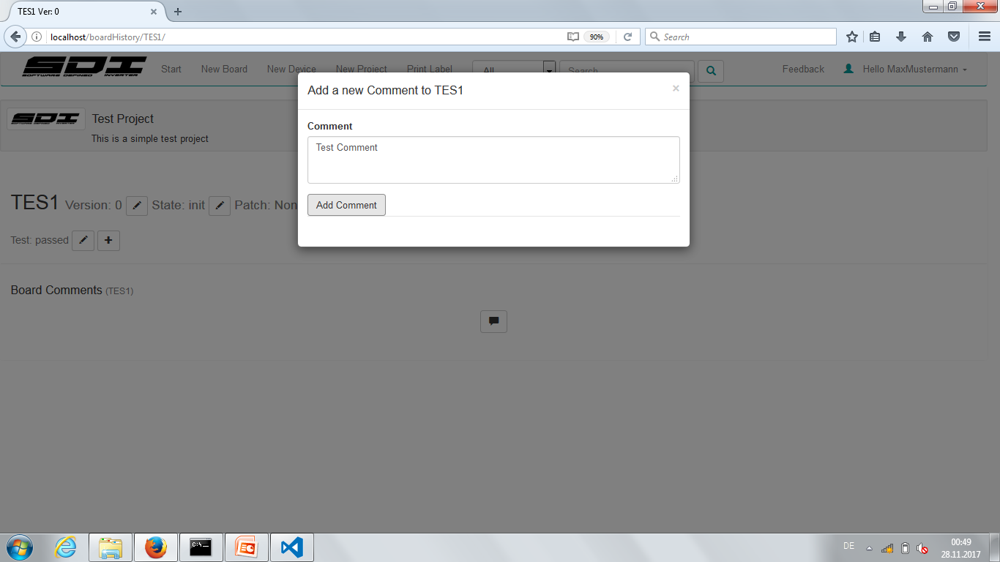 TES1 Ver: 0
localhost/boardHistory/TES1/
90%
Search
SDI
SOFTWARE DEFINED INVERTER
Start
New Board
New Device
New Project
Print Label
All
Search
Feedback
Hello MaxMustermann
Add a new Comment to TES1
×
SDI
Test Project
This is a simple test project
Comment
Test Comment
Add Comment
TES1 Version: 0 State: init Patch: Non
Test: passed
Board Comments (TES1)
C:\_
DE
00:49
28.11.2017